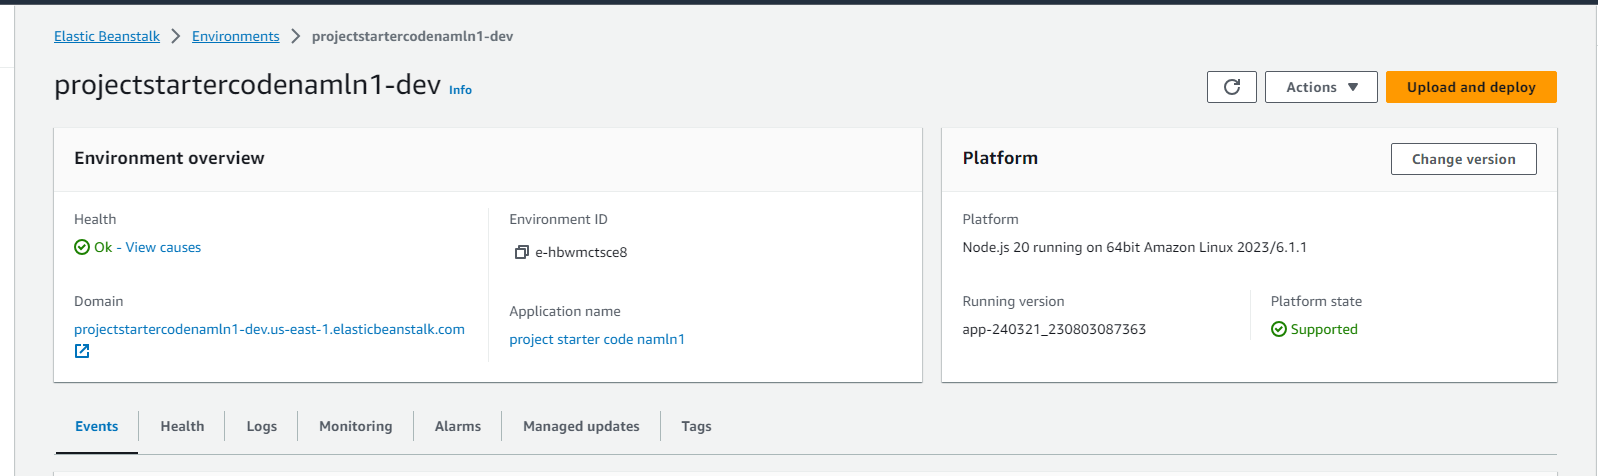 Elastic Beanstalk > Environments > projectstartercodenamln1-dev
projectstartercodenamln1-dev Info
Actions
Upload and deploy
Environment overview
Health
Ok - View causes
Domain
projectstartercodenamln1-dev.us-east-1.elasticbeanstalk.com
Environment ID
e-hbwmctsce8
Application name
project starter code namln1
Platform
Change version
Platform
Node.js 20 running on 64bit Amazon Linux 2023/6.1.1
Running version
app-240321_230803087363
Platform state
Supported
Events
Health
Logs
Monitoring
Alarms
Managed updates
Tags